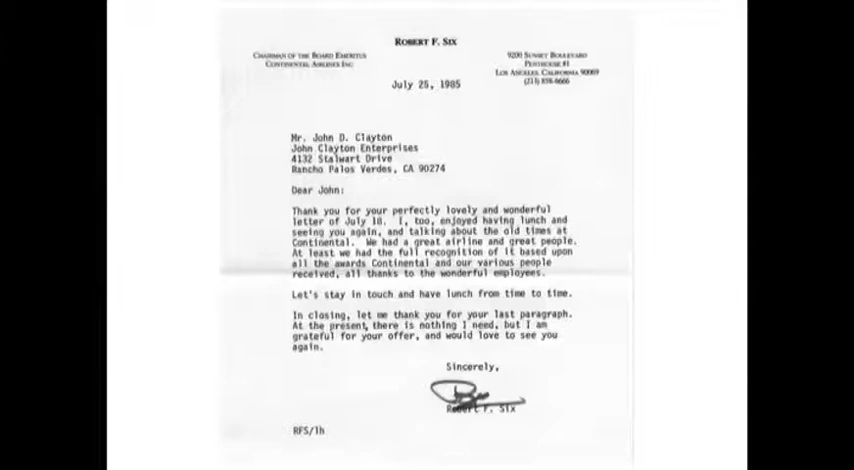 ROBERT F. SIX
CHAIRMAN OF THE BOARD EMERITUS
CONTINENTAL AIRLINES INC
9200 SUNSET BOULEVARD
PENTHOUSE #1
LOS ANGELES, CALIFORNIA 90069
July 25, 1985
Mr. John D. Clayton
John Clayton Enterprises
4132 Stalwart Drive
Rancho Palos Verdes, CA 90274
Dear John:
Thank you for your perfectly lovely and wonderful
letter of July 18. I, too, enjoyed having lunch and
seeing you again, and talking about the old times at
Continental. We had a great airline and great people.
At least we had the full recognition of it based upon
all the awards Continental and our various people
received, all thanks to the wonderful employees.
Let's stay in touch and have lunch from time to time.
In closing, let me thank you for your last paragraph.
At the present, there is nothing I need, but I am
grateful for your offer, and would love to see you
again.
Sincerely,
Robert F. Six
RFS/lh